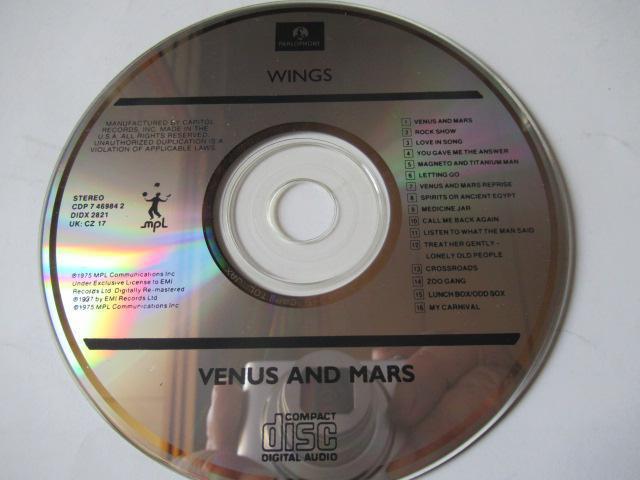 PARLOPHONE
WINGS
MANUFACTURED BY CAPITOL
RECORDS, INC. MADE IN THE
U.S.A. ALL RIGHTS RESERVED.
UNAUTHORIZED DUPLICATION IS A
VIOLATION OF APPLICABLE LAWS.
STEREO
CDP 7 46984 2
DIDX 2821
UK: CZ 17
mpL
1 VENUS AND MARS
2 ROCK SHOW
3 LOVE IN SONG
4 YOU GAVE ME THE ANSWER
5 MAGNETO AND TITANIUM MAN
6 LETTING GO
7 VENUS AND MARS REPRISE
8 SPIRITS OR ANCIENT EGYPT
9 MEDICINE JAR
10 CALL ME BACK AGAIN
11 LISTEN TO WHAT THE MAN SAID
12 TREAT HER GENTLY -
LONELY OLD PEOPLE
13 CROSSROADS
14 ZOO GANG
15 LUNCH BOX/ODD SOX
16 MY CARNIVAL
℗1975 MPL Communications Inc
Under Exclusive License to EMI
Records Ltd. Digitally Re-mastered
℗1987 by EMI Records Ltd
©1975 MPL Communications Inc
VENUS AND MARS
COMPACT
disc
DIGITAL AUDIO